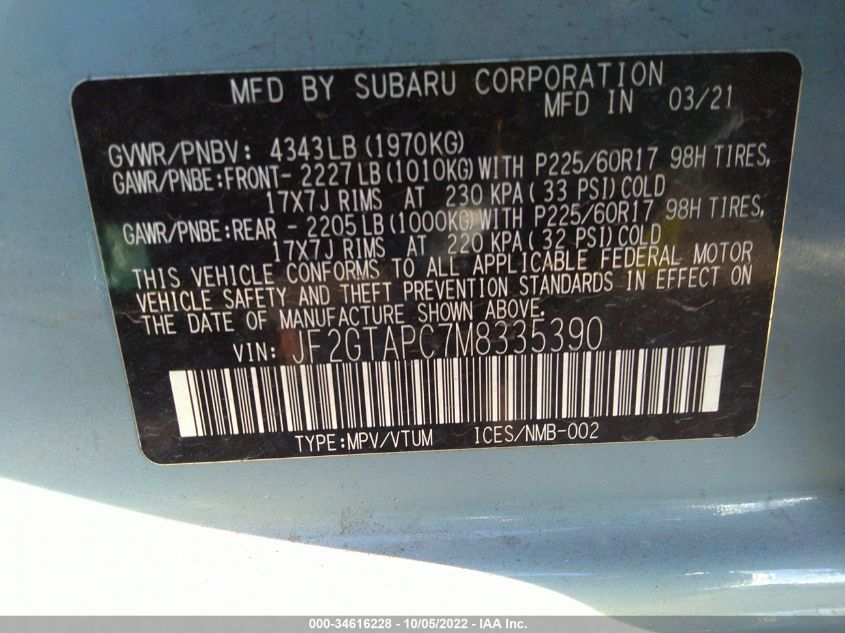 MFD BY SUBARU CORPORATION
MFD IN 03/21
GVWR/PNBV: 4343LB(1970KG)
GAWR/PNBE:FRONT- 2227LB(1010KG)WITH P225/60R17 98H TIRES,
17X7J RIMS AT 230 KPA(33 PSI)COLD
GAWR/PNBE:REAR - 2205LB(1000KG)WITH P225/60R17 98H TIRES,
17X7J RIMS AT 220 KPA(32 PSI)COLD
THIS VEHICLE CONFORMS TO ALL APPLICABLE FEDERAL MOTOR
VEHICLE SAFETY AND THEFT PREVENTION STANDARDS IN EFFECT ON
THE DATE OF MANUFACTURE SHOWN ABOVE.
VIN: JF2GTAPC7M8335390
TYPE:MPV/VTUM ICES/NMB-002
000-34616228 - 10/05/2022 - IAA Inc.